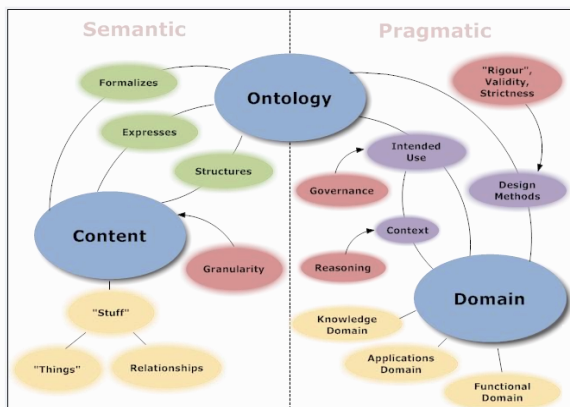 Semantic
Pragmatic
Formalizes
Ontology
"Rigour",
Validity,
Strictness
Expresses
Intended
Use
Structures
Governance
Design
Methods
Content
Context
Granularity
Reasoning
Domain
"Stuff"
Knowledge
Domain
"Things"
Relationships
Applications
Domain
Functional
Domain